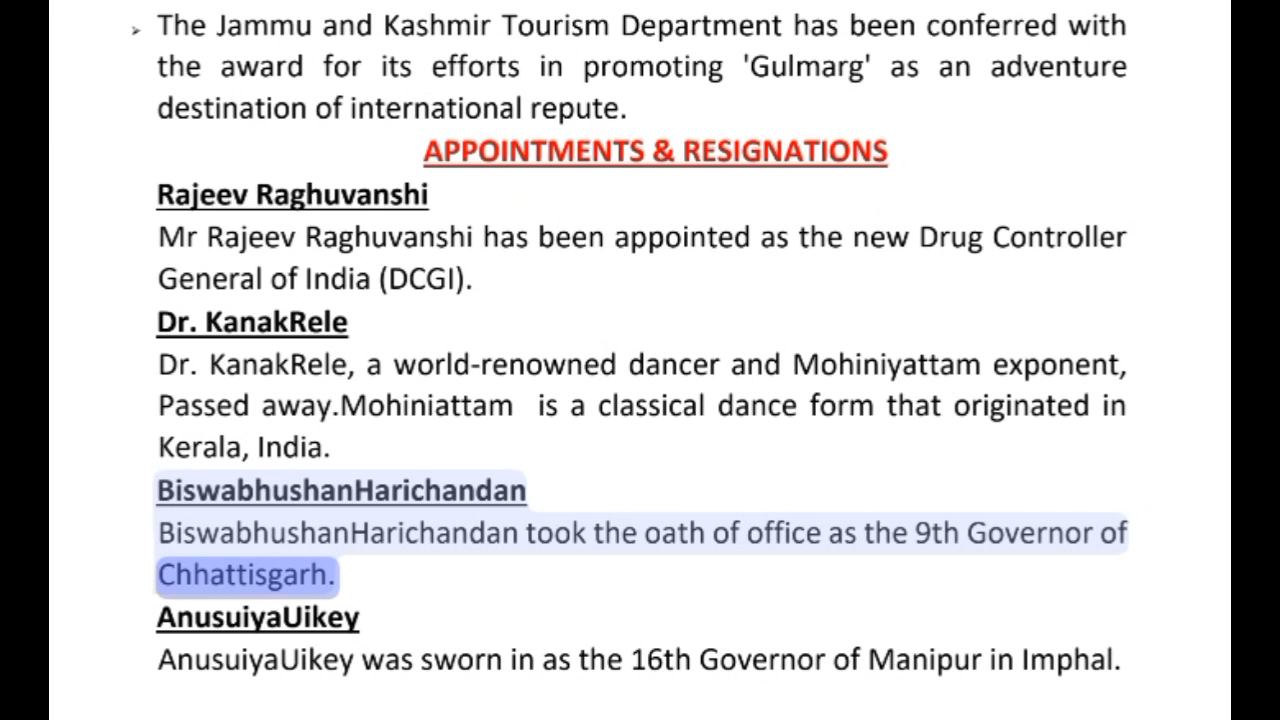 ➢ The Jammu and Kashmir Tourism Department has been conferred with
the award for its efforts in promoting 'Gulmarg' as an adventure
destination of international repute.
APPOINTMENTS & RESIGNATIONS
Rajeev Raghuvanshi
Mr Rajeev Raghuvanshi has been appointed as the new Drug Controller
General of India (DCGI).
Dr. KanakRele
Dr. KanakRele, a world-renowned dancer and Mohiniyattam exponent,
Passed away.Mohiniattam is a classical dance form that originated in
Kerala, India.
BiswabhushanHarichandan
BiswabhushanHarichandan took the oath of office as the 9th Governor of
Chhattisgarh.
AnusuiyaUikey
AnusuiyaUikey was sworn in as the 16th Governor of Manipur in Imphal.